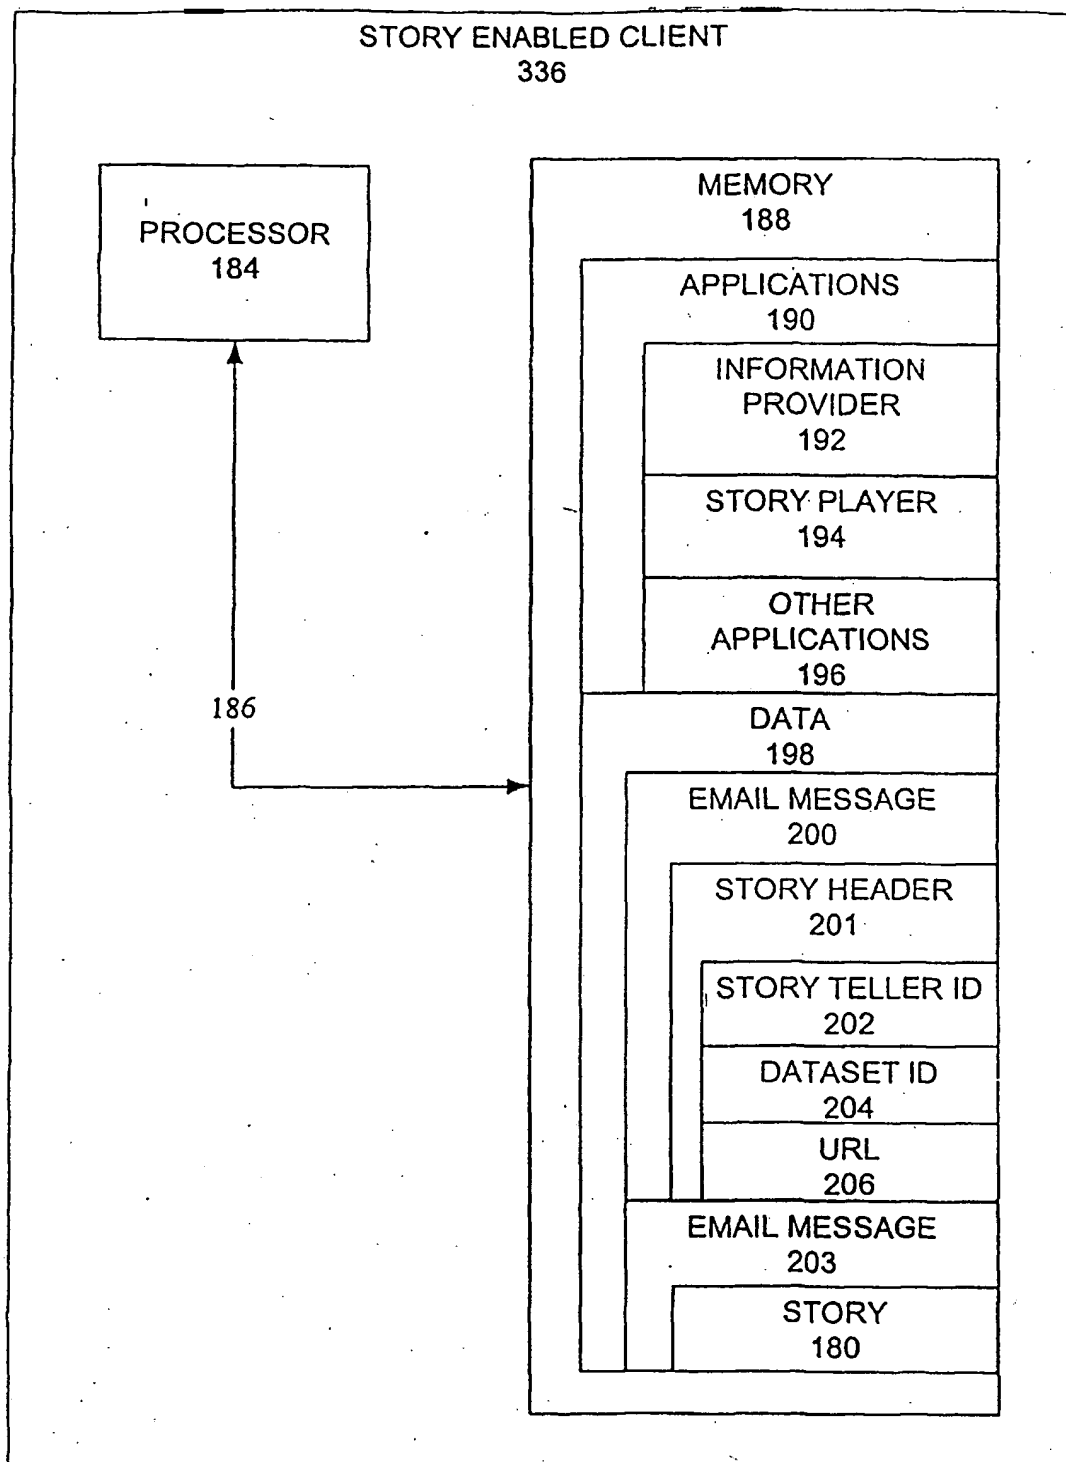 STORY ENABLED CLIENT
336
PROCESSOR
184
186
MEMORY
188
APPLICATIONS
190
INFORMATION
PROVIDER
192
STORY PLAYER
194
OTHER
APPLICATIONS
196
DATA
198
EMAIL MESSAGE
200
STORY HEADER
201
STORY TELLER ID
202
DATASET ID
204
URL
206
EMAIL MESSAGE
203
STORY
180